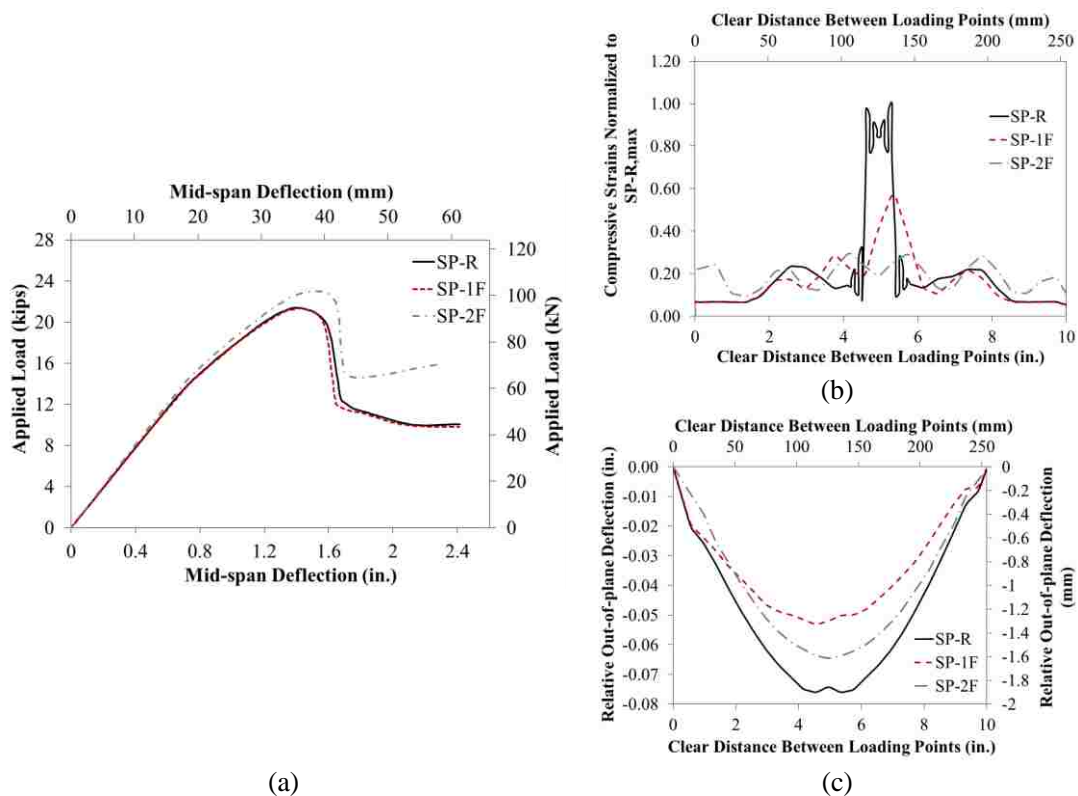 Mid-span Deflection (mm)
0 10 20 30 40 50 60
28
24
20
16
12
8
4
0
Applied Load (kips)
SP-R
SP-1F
SP-2F
120
100
80
60
40
20
0
Applied Load (kN)
0 0.4 0.8 1.2 1.6 2 2.4
Mid-span Deflection (in.)
(a)
Clear Distance Between Loading Points (mm)
0 50 100 150 200 250
Compressive Strains Normalized to
SP-R,max
1.20
1.00
0.80
0.60
0.40
0.20
0.00
SP-R
SP-1F
SP-2F
0 2 4 6 8 10
Clear Distance Between Loading Points (in.)
(b)
Clear Distance Between Loading Points (mm)
0 50 100 150 200 250
Relative Out-of-plane Deflection (in.)
0.00
-0.01
-0.02
-0.03
-0.04
-0.05
-0.06
-0.07
-0.08
SP-R
SP-1F
SP-2F
0
-0.2
-0.4
-0.6
-0.8
-1
-1.2
-1.4
-1.6
-1.8
-2
Relative Out-of-plane Deflection
(mm)
0 2 4 6 8 10
Clear Distance Between Loading Points (in.)
(c)